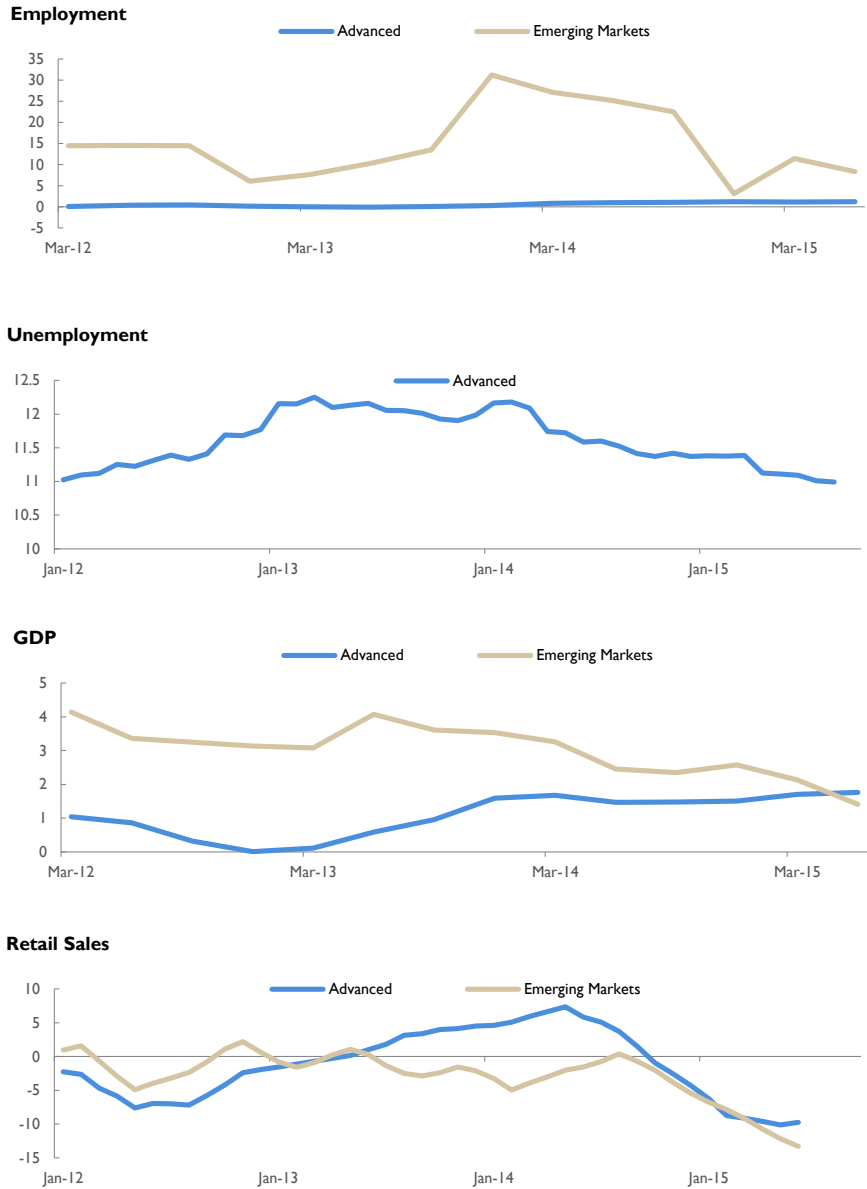 Employment
Advanced Emerging Markets
35
30
25
20
15
10
5
0
-5
Mar-12 Mar-13 Mar-14 Mar-15
Unemployment
Advanced
12.5
12
11.5
11
10.5
10
Jan-12 Jan-13 Jan-14 Jan-15
GDP
Advanced Emerging Markets
5
4
3
2
1
0
Mar-12 Mar-13 Mar-14 Mar-15
Retail Sales
Advanced Emerging Markets
10
5
0
-5
-10
-15
Jan-12 Jan-13 Jan-14 Jan-15